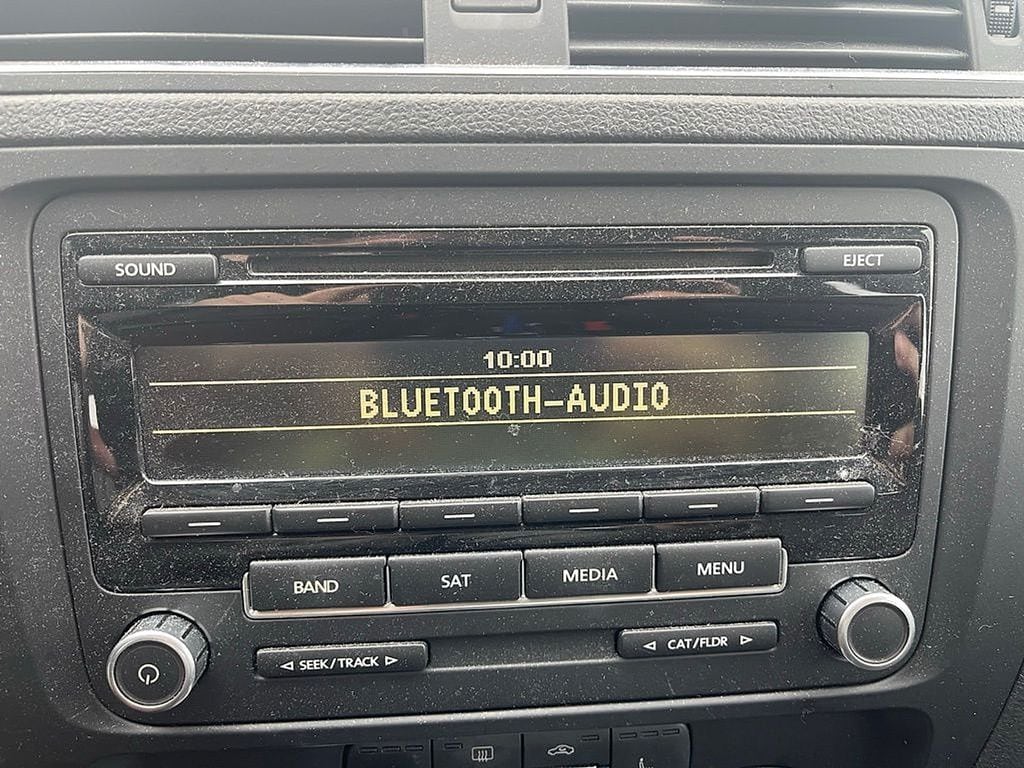 SOUND
EJECT
10:00
BLUETOOTH-AUDIO
BAND
SAT
MEDIA
MENU
SEEK/TRACK
CAT/FLDR